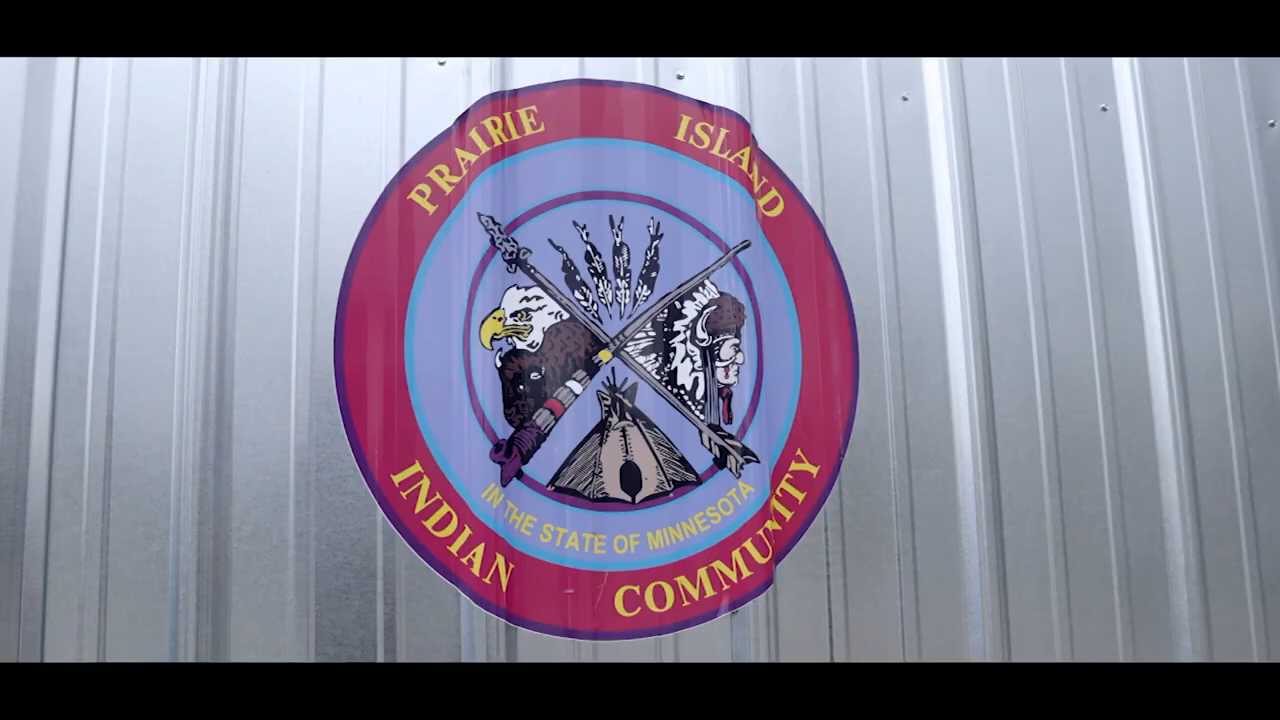 PRAIRIE ISLAND
INDIAN COMMUNITY
IN THE STATE OF MINNESOTA